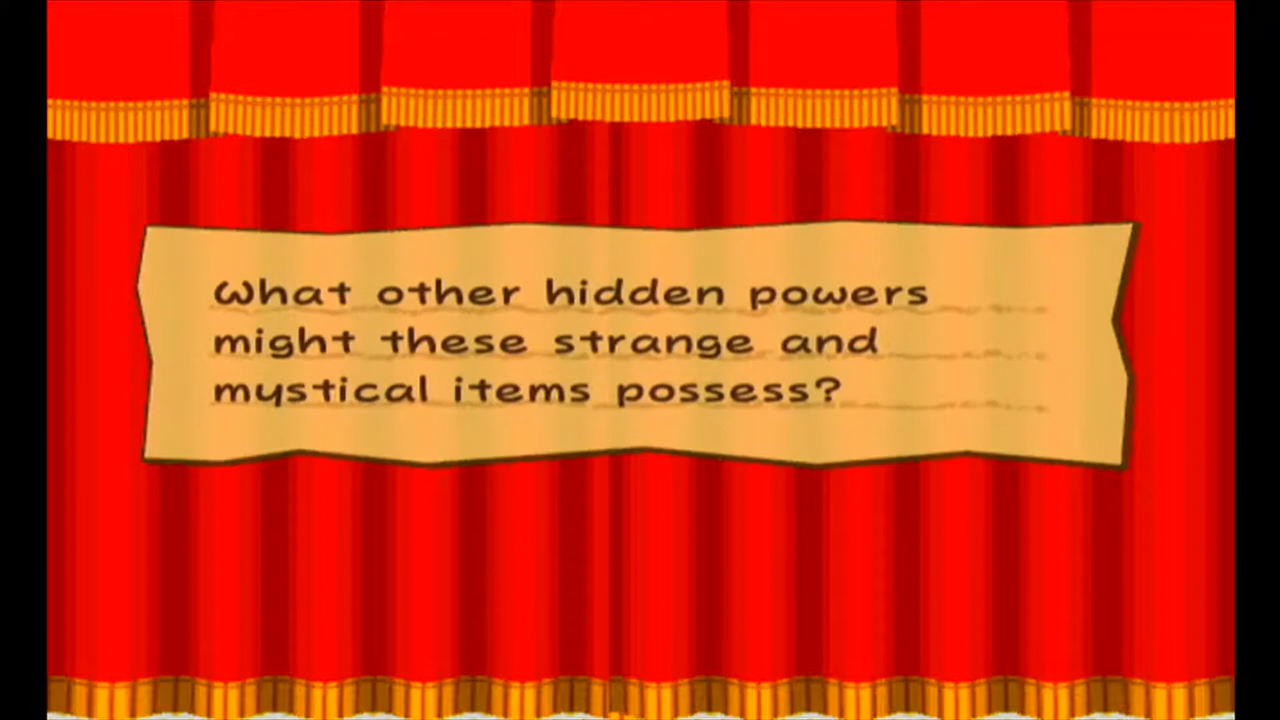 What other hidden powers
might these strange and
mystical items possess?